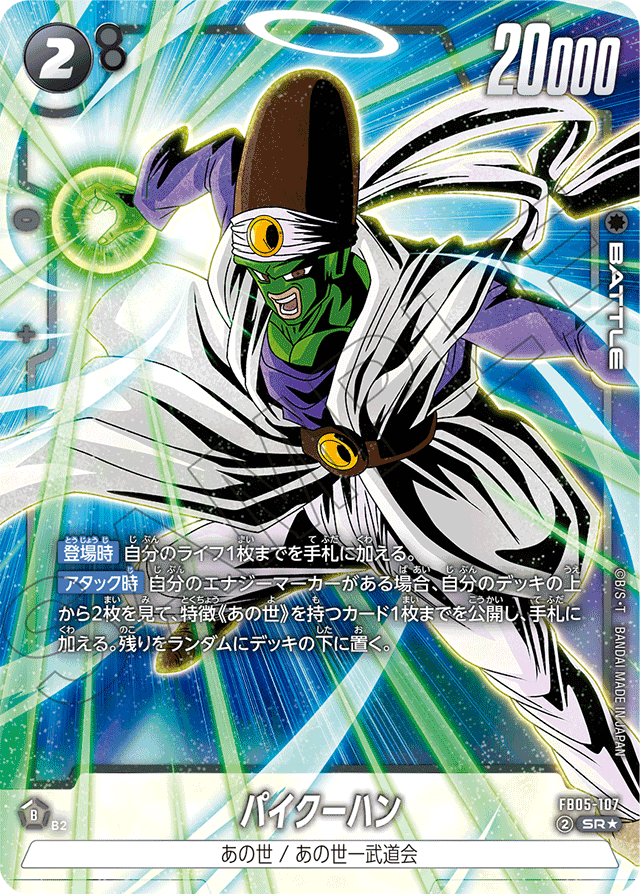 2
8
20000
BATTLE
登場時 自分のライフ1枚までを手札に加える。
アタック時 自分のエナジーマーカーがある場合、自分のデッキの上
から2枚を見て、特徴《あの世》を持つカード1枚までを公開し、手札に
加える。残りをランダムにデッキの下に置く。
SAMPLE
©B/S・T BANDAI MADE IN JAPAN
パイクーハン
FB05-107
B
B2
2 SR★
あの世 / あの世一武道会